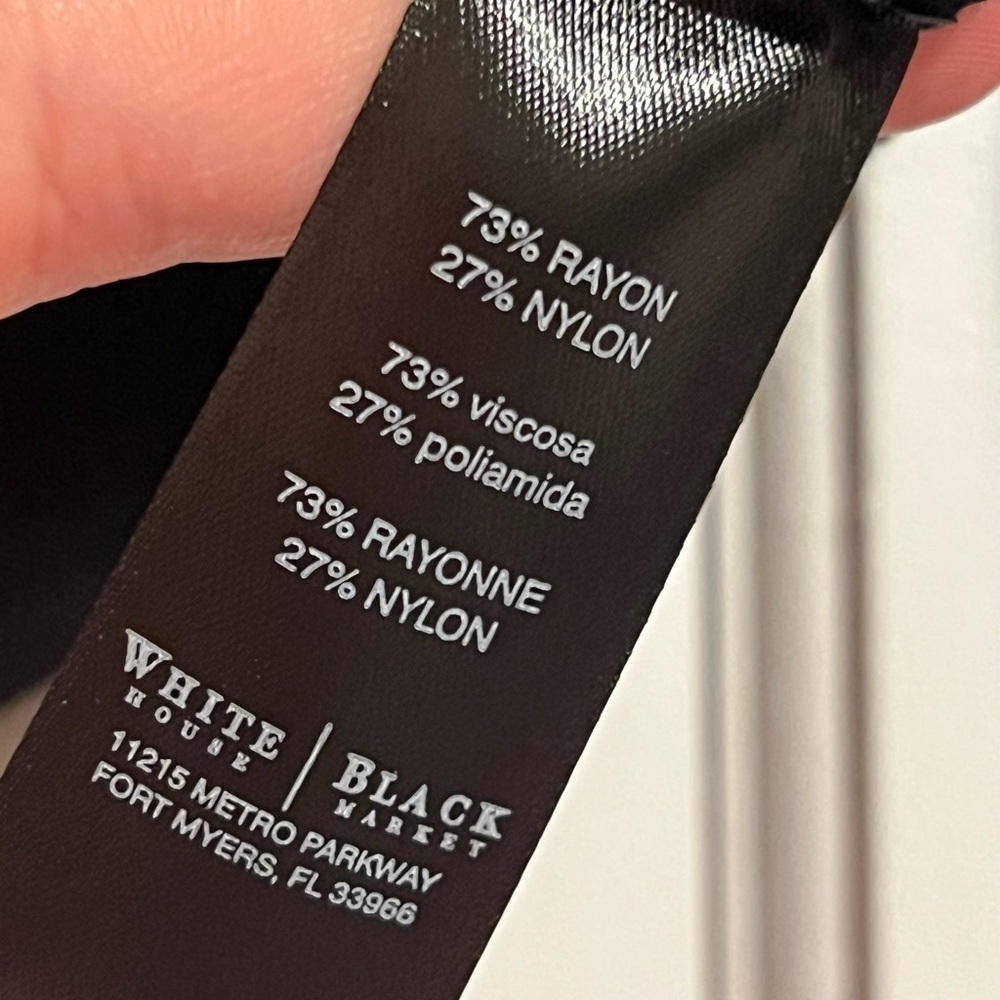 73% RAYON
27% NYLON
73% viscosa
27% poliamida
73% RAYONNE
27% NYLON
WHITE HOUSE | BLACK MARKET
11215 METRO PARKWAY
FORT MYERS, FL 33966